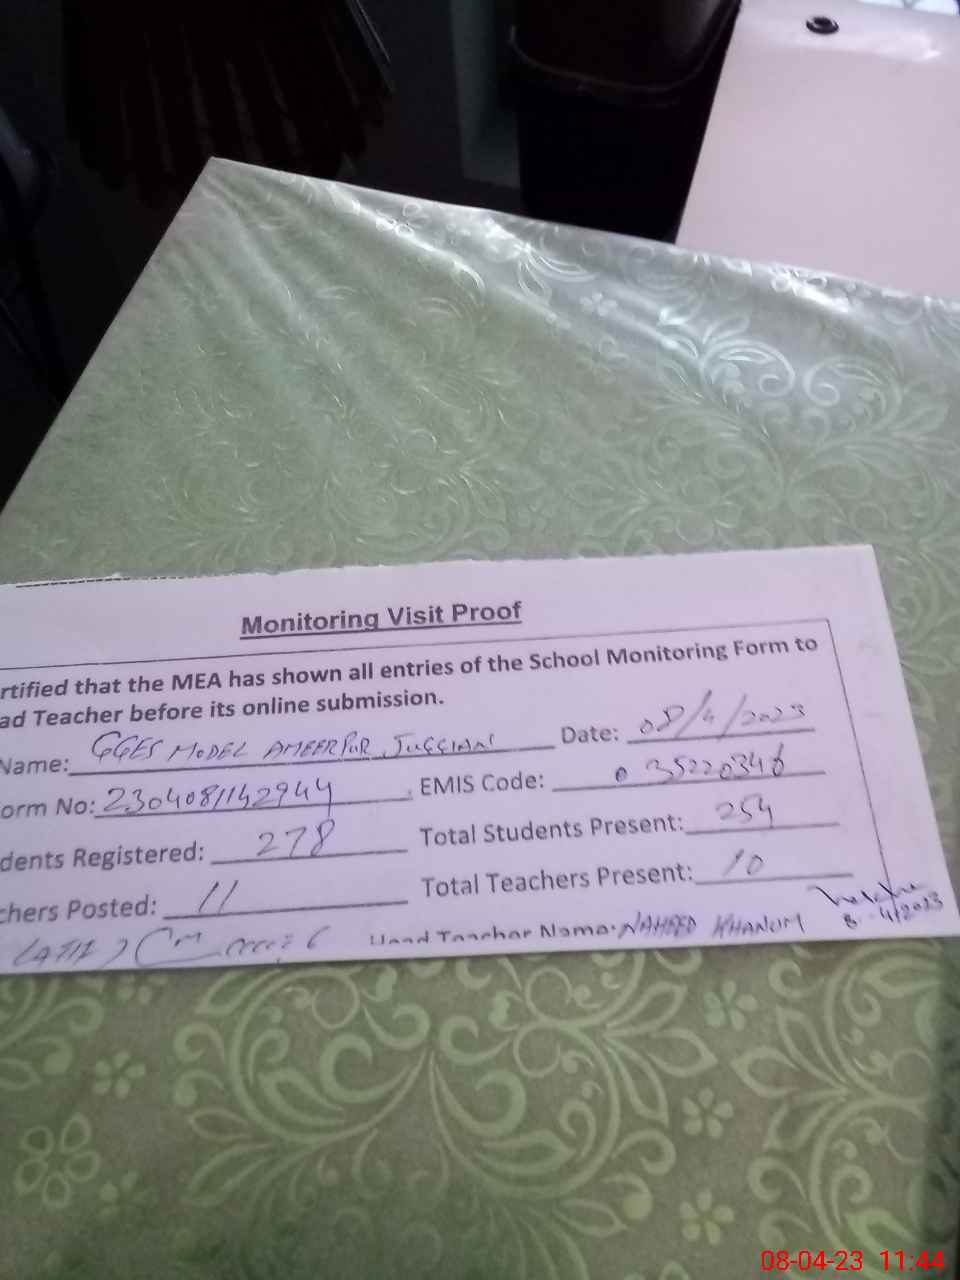 Monitoring Visit Proof
rtified that the MEA has shown all entries of the School Monitoring Form to
ad Teacher before its online submission.
Name: GGES MODEL AMEERPUR JUGGIAN Date: 08/4/2023
orm No: 2304081142944 EMIS Code: 035220346
dents Registered: 278 Total Students Present: 254
chers Posted: 11 Total Teachers Present: 10
Head Teacher Name: NAHEED KHANUM
8-4/2023
08-04-23 11:44